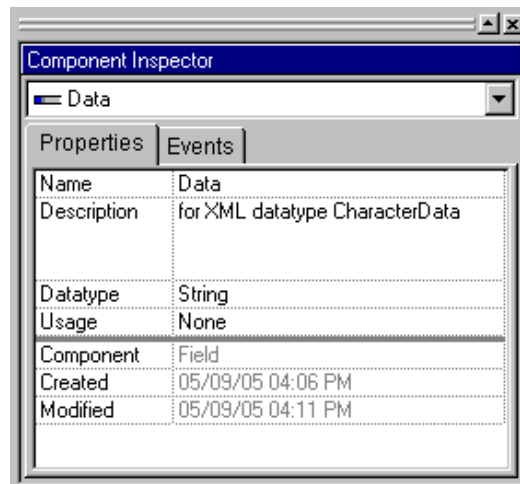 Component Inspector
Data
Properties Events
Name Data
Description for XML datatype CharacterData
Datatype String
Usage None
Component Field
Created 05/09/05 04:06 PM
Modified 05/09/05 04:11 PM